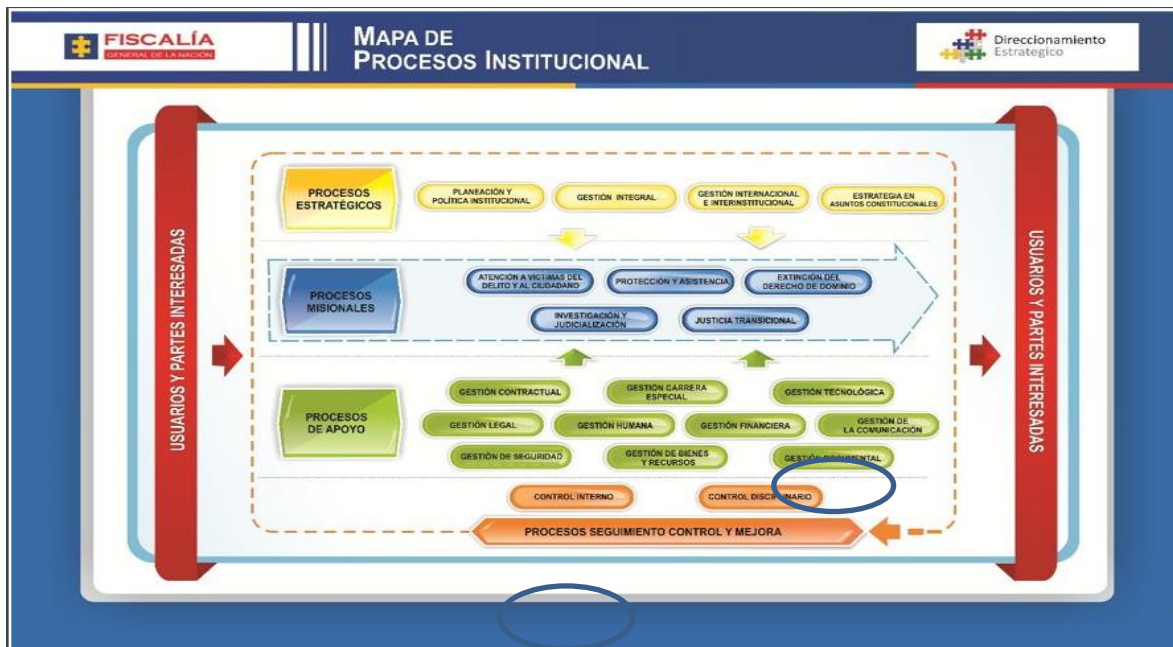 FISCALÍA
GENERAL DE LA NACIÓN
MAPA DE
PROCESOS INSTITUCIONAL
Direccionamiento
Estrategico
USUARIOS Y PARTES INTERESADAS
PROCESOS
ESTRATÉGICOS
PLANEACIÓN Y
POLÍTICA INSTITUCIONAL
GESTIÓN INTEGRAL
GESTIÓN INTERNACIONAL
E INTERINSTITUCIONAL
ESTRATEGIA EN
ASUNTOS CONSTITUCIONALES
PROCESOS
MISIONALES
ATENCIÓN A VICTIMAS DEL
DELITO Y AL CIUDADANO
PROTECCIÓN Y ASISTENCIA
EXTINCIÓN DEL
DERECHO DE DOMINIO
INVESTIGACIÓN Y
JUDICIALIZACIÓN
JUSTICIA TRANSICIONAL
PROCESOS
DE APOYO
GESTIÓN CONTRACTUAL
GESTIÓN CARRERA
ESPECIAL
GESTIÓN TECNOLÓGICA
GESTIÓN LEGAL
GESTIÓN HUMANA
GESTIÓN FINANCIERA
GESTIÓN DE
LA COMUNICACIÓN
GESTIÓN DE SEGURIDAD
GESTIÓN DE BIENES
Y RECURSOS
GESTIÓN DOCUMENTAL
CONTROL INTERNO
CONTROL DISCIPLINARIO
PROCESOS SEGUIMIENTO CONTROL Y MEJORA
USUARIOS Y PARTES INTERESADAS